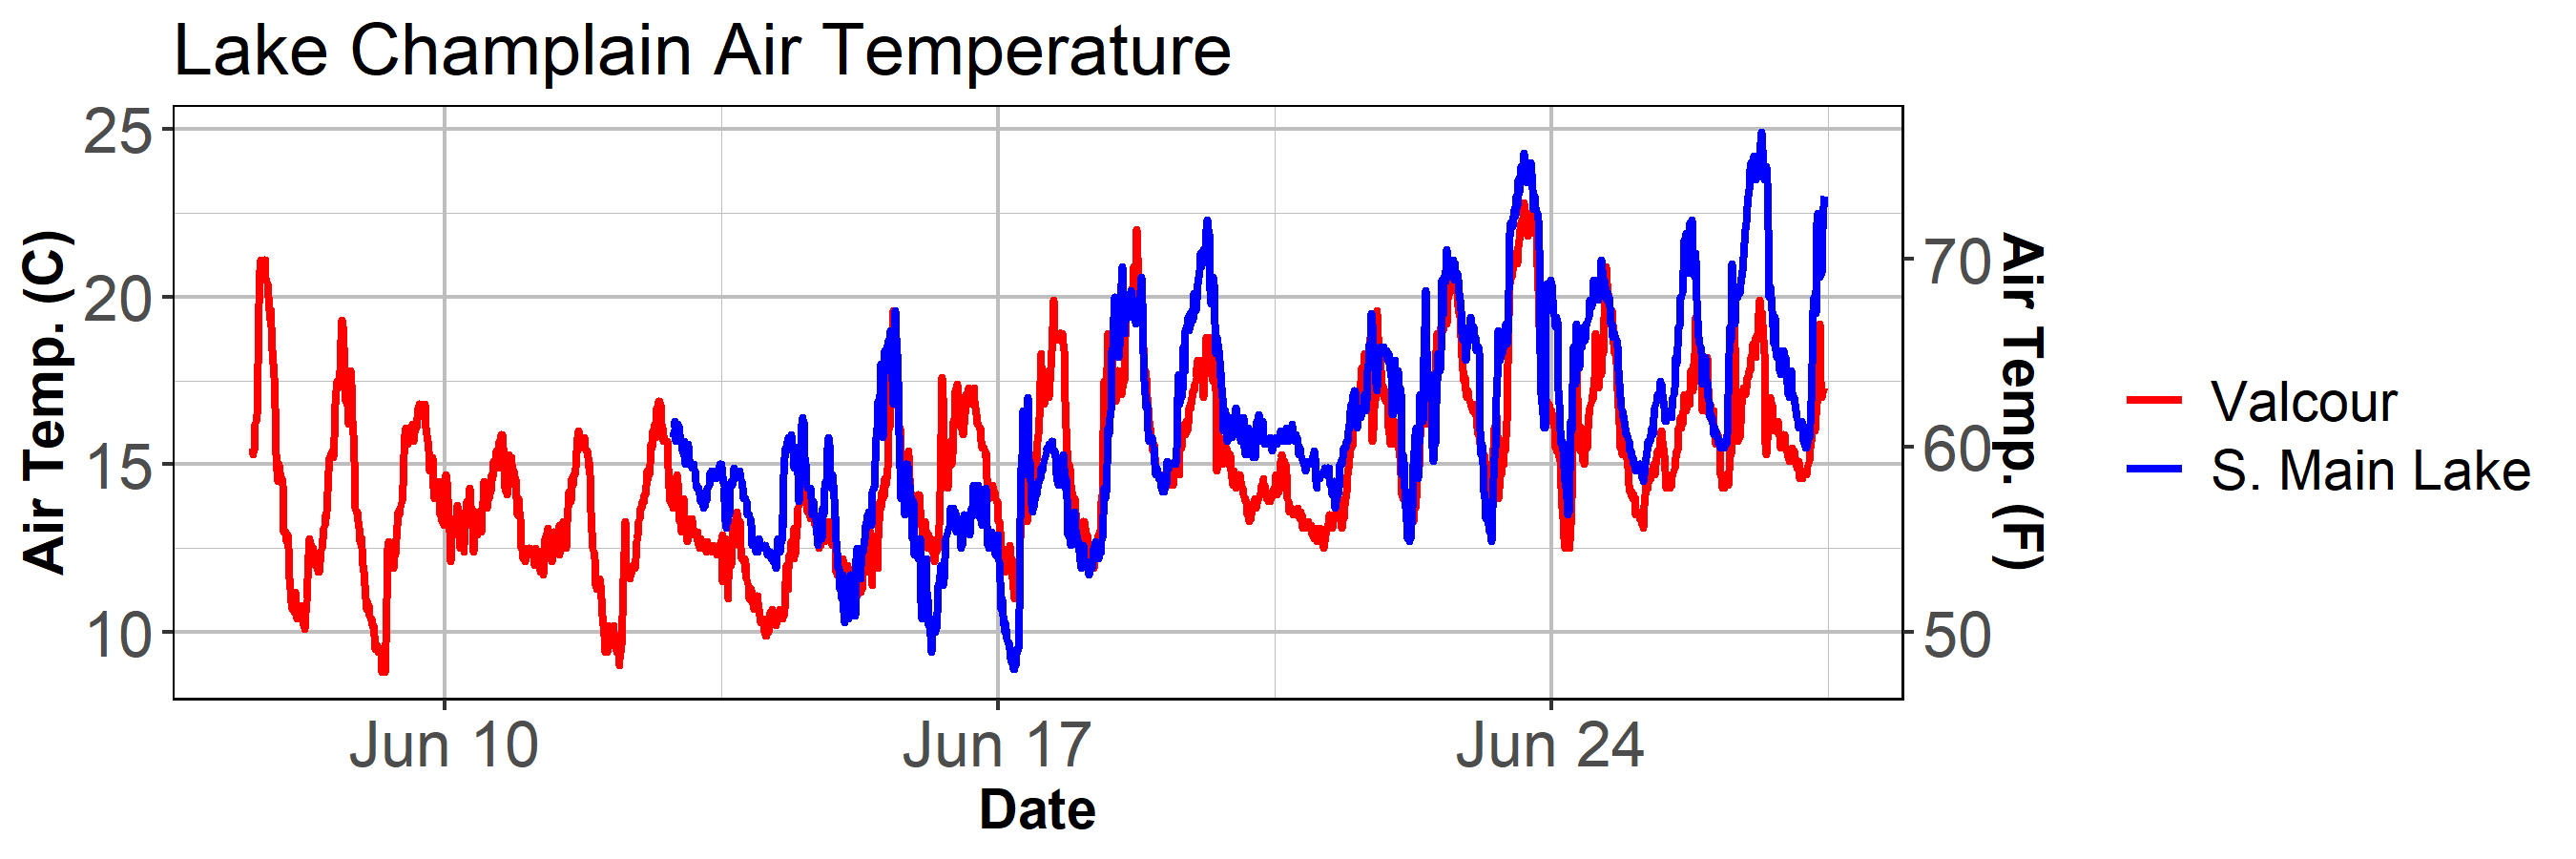 Lake Champlain Air Temperature
Air Temp. (C)
25
20
15
10
70
60
50
Air Temp. (F)
Jun 10
Jun 17
Jun 24
Date
Valcour
S. Main Lake